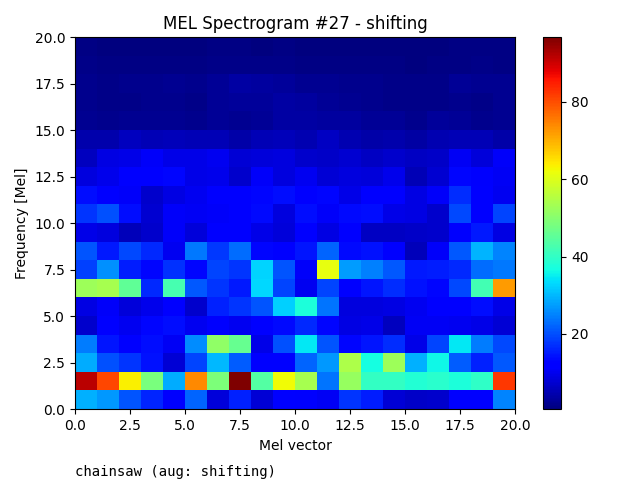 MEL Spectrogram #27 - shifting
20.0
17.5
15.0
12.5
10.0
7.5
5.0
2.5
0.0
Frequency [Mel]
0.0 2.5 5.0 7.5 10.0 12.5 15.0 17.5 20.0
Mel vector
80
60
40
20
chainsaw (aug: shifting)